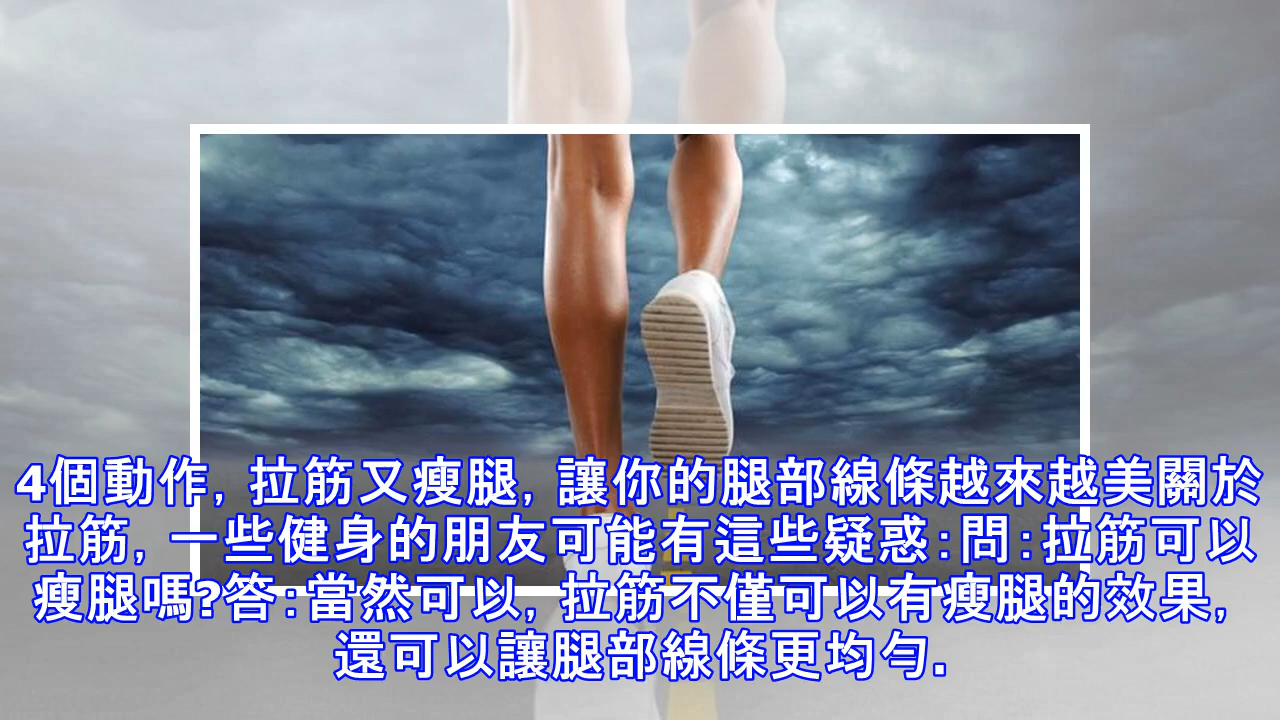 4個動作, 拉筋又瘦腿, 讓你的腿部線條越來越美關於
拉筋, 一些健身的朋友可能有這些疑惑:問:拉筋可以
瘦腿嗎?答:當然可以, 拉筋不僅可以有瘦腿的效果,
還可以讓腿部線條更均勻.